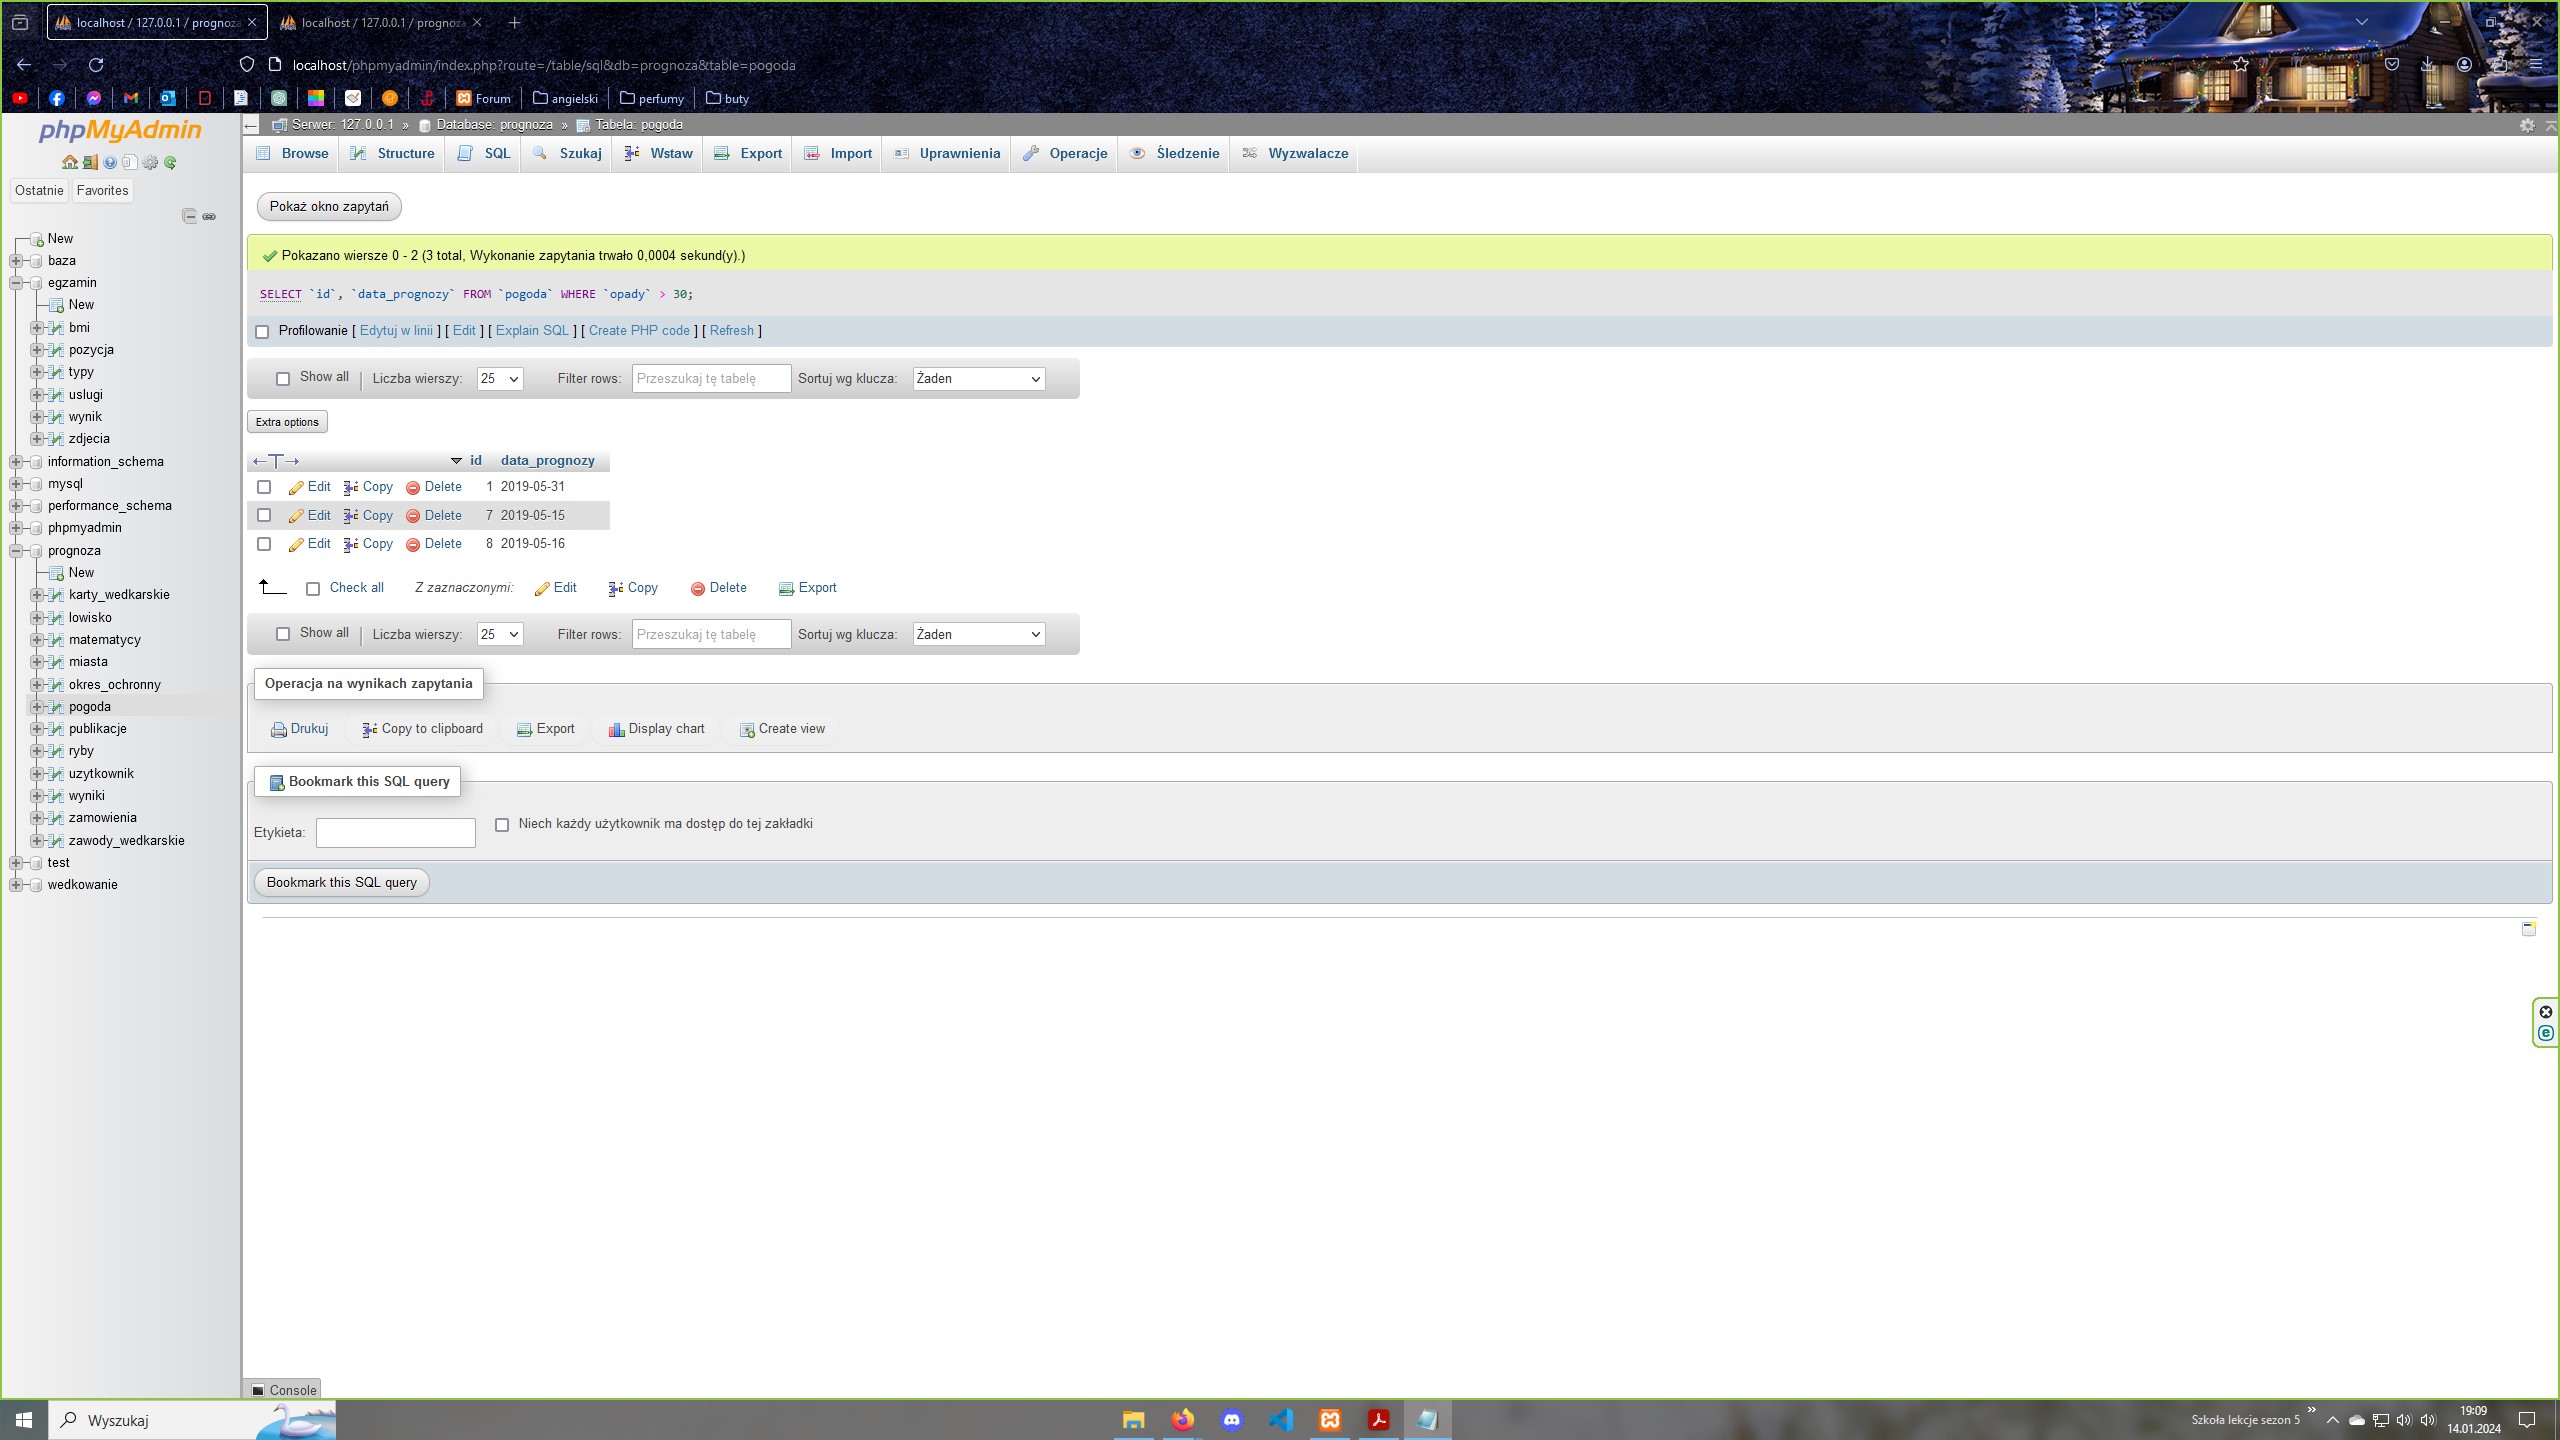 localhost / 127.0.0.1 / prognoza
localhost / 127.0.0.1 / prognoza
localhost/phpmyadmin/index.php?route=/table/sql&db=prognoza&table=pogoda
Forum angielski perfumy buty
phpMyAdmin
Ostatnie Favorites
New
baza
egzamin
New
bmi
pozycja
typy
uslugi
wynik
zdjecia
information_schema
mysql
performance_schema
phpmyadmin
prognoza
New
karty_wedkarskie
lowisko
matematycy
miasta
okres_ochronny
pogoda
publikacje
ryby
uzytkownik
wyniki
zamowienia
zawody_wedkarskie
test
wedkowanie
Serwer: 127.0.0.1 » Database: prognoza » Tabela: pogoda
Browse Structure SQL Szukaj Wstaw Export Import Uprawnienia Operacje Śledzenie Wyzwalacze
Pokaż okno zapytań
Pokazano wiersze 0 - 2 (3 total, Wykonanie zapytania trwało 0,0004 sekund(y).)
SELECT `id`, `data_prognozy` FROM `pogoda` WHERE `opady` > 30;
Profilowanie [ Edytuj w linii ] [ Edit ] [ Explain SQL ] [ Create PHP code ] [ Refresh ]
Show all | Liczba wierszy: 25 Filter rows: Przeszukaj tę tabelę Sortuj wg klucza: Żaden
Extra options
←T→ id data_prognozy
Edit Copy Delete 1 2019-05-31
Edit Copy Delete 7 2019-05-15
Edit Copy Delete 8 2019-05-16
Check all Z zaznaczonymi: Edit Copy Delete Export
Show all | Liczba wierszy: 25 Filter rows: Przeszukaj tę tabelę Sortuj wg klucza: Żaden
Operacja na wynikach zapytania
Drukuj Copy to clipboard Export Display chart Create view
Bookmark this SQL query
Etykieta: Niech każdy użytkownik ma dostęp do tej zakładki
Bookmark this SQL query
Console
Wyszukaj
Szkoła lekcje sezon 5 »
19:09
14.01.2024